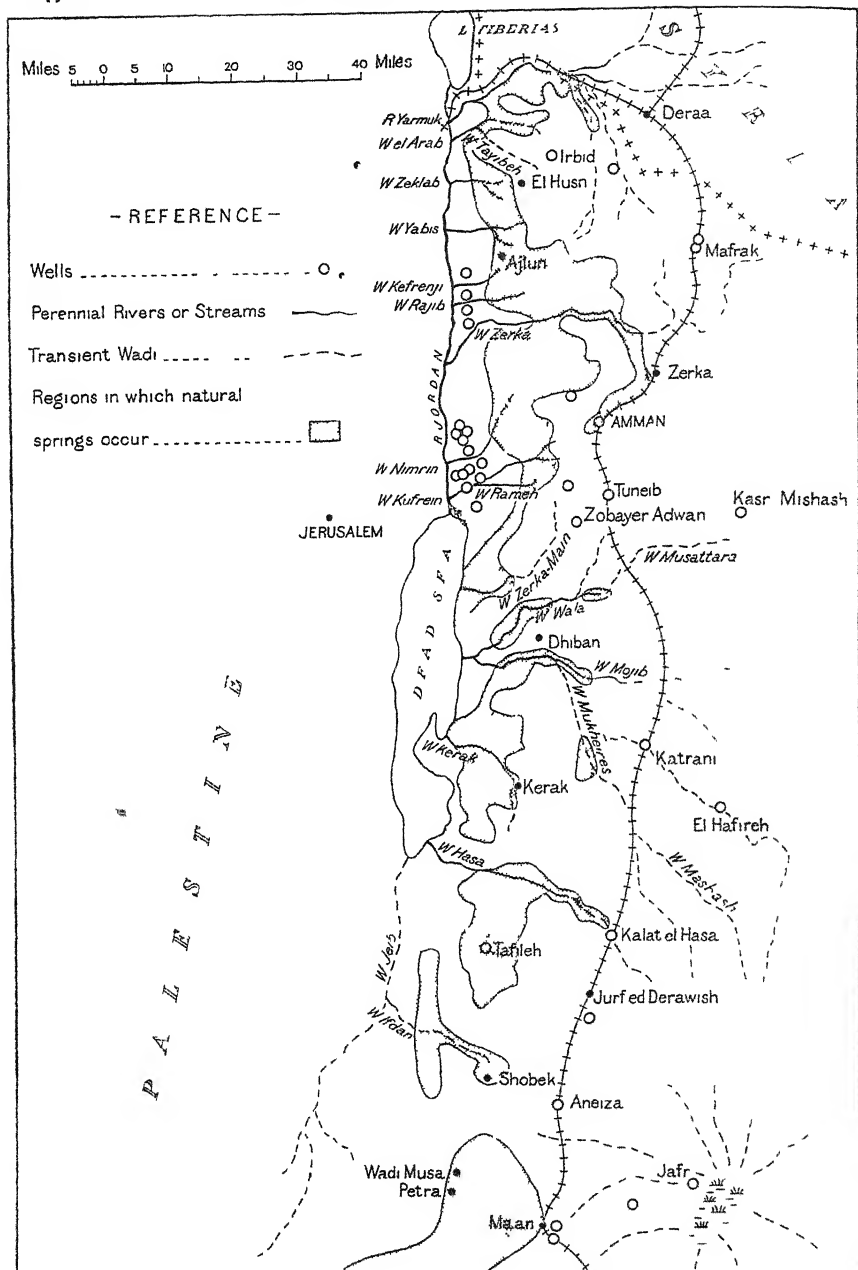 L TIBERIAS
Miles 5 0 5 10 20 35 40 Miles
S Y R I A
R Yarmuk
Deraa
W el Arab
W Tayibeh
Irbid
W Zeklab
El Husn
- REFERENCE -
W Yabis
Ajlun
Mafrak
Wells
W Kefrenji
W Rajib
Perennial Rivers or Streams
W Zerka
Transient Wadi
Zerka
Regions in which natural
springs occur
R JORDAN
AMMAN
W Nimrin
W Rameh
Tuneib
Kasr Mishash
W Kufrein
Zobayer Adwan
JERUSALEM
W Musattara
W Zerka-Main
DEAD SEA
W Wala
Dhiban
W Mojib
W Mukheires
PALESTINE
Katrani
W Kerak
Kerak
El Hafireh
W Hasa
W Mashash
Kalat el Hasa
Tafileh
W Jeib
Jurf ed Derawish
W Ifdan
Shobek
Aneiza
Wadi Musa
Jafr
Petra
Maan